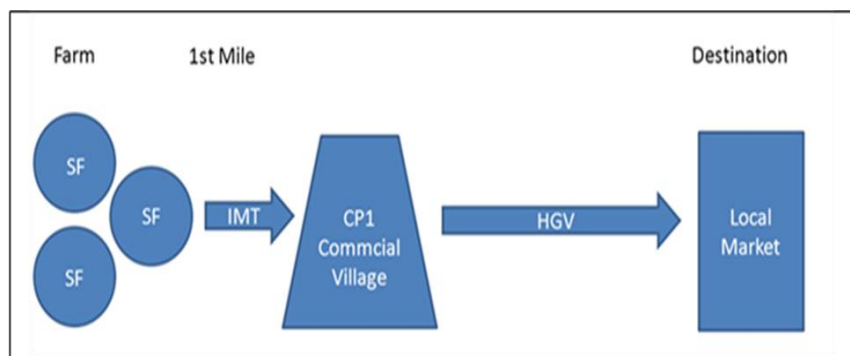 Farm
1st Mile
Destination
SF
SF
SF
IMT
CP1
Commcial
Village
HGV
Local
Market